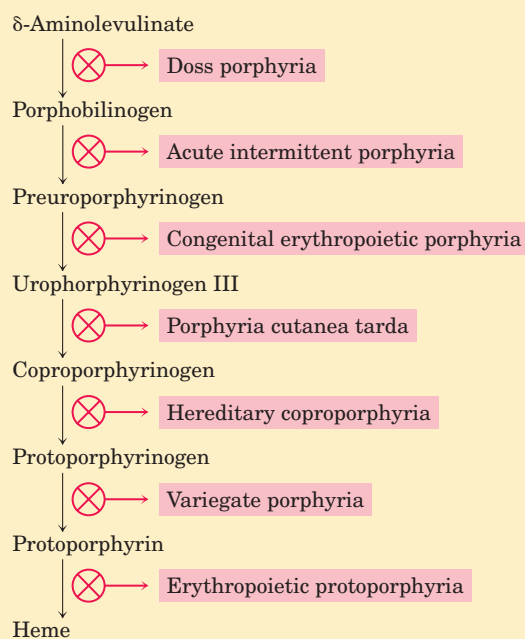 δ-Aminolevulinate
Doss porphyria
Porphobilinogen
Acute intermittent porphyria
Preuroporphyrinogen
Congenital erythropoietic porphyria
Urophorphyrinogen III
Porphyria cutanea tarda
Coproporphyrinogen
Hereditary coproporphyria
Protoporphyrinogen
Variegate porphyria
Protoporphyrin
Erythropoietic protoporphyria
Heme